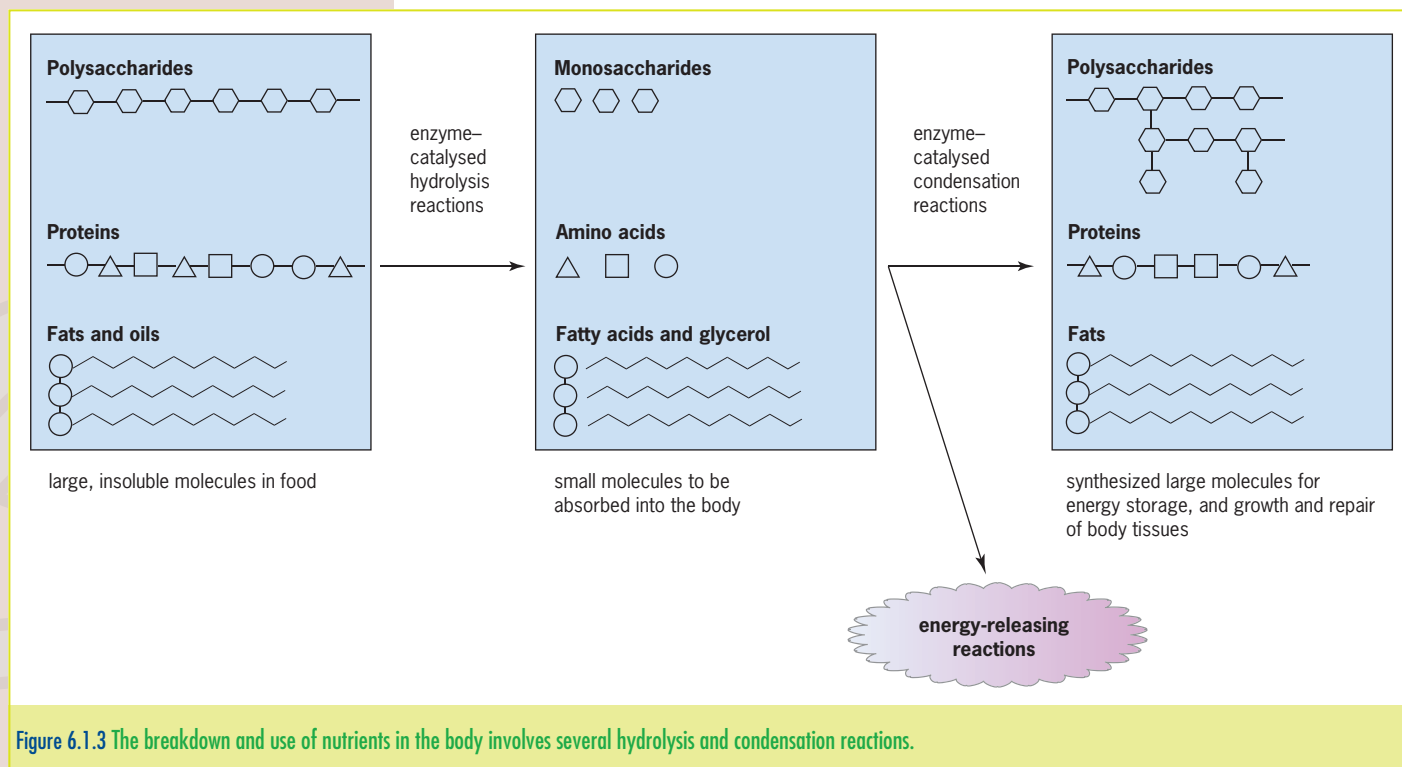 Polysaccharides
Proteins
Fats and oils
large, insoluble molecules in food
enzyme–
catalysed
hydrolysis
reactions
Monosaccharides
Amino acids
Fatty acids and glycerol
small molecules to be
absorbed into the body
enzyme–
catalysed
condensation
reactions
Polysaccharides
Proteins
Fats
synthesized large molecules for
energy storage, and growth and repair
of body tissues
energy-releasing
reactions
Figure 6.1.3 The breakdown and use of nutrients in the body involves several hydrolysis and condensation reactions.